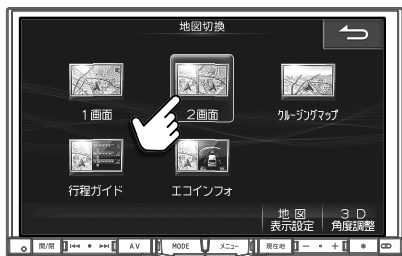 地図切換
1画面
2画面
クルージングマップ
行程ガイド
エコインフォ
地 図
表示設定
3 D
角度調整
開/閉
AV
MODE
メニュー
現在地